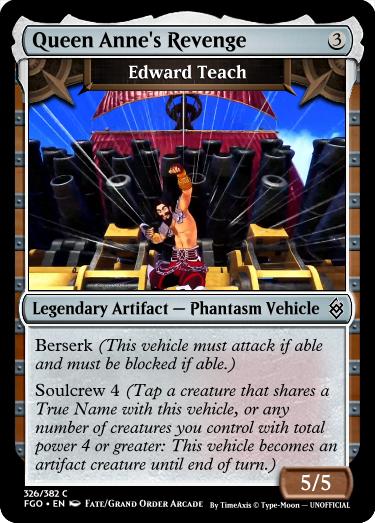 Queen Anne's Revenge 3
Edward Teach
Legendary Artifact — Phantasm Vehicle
Berserk (This vehicle must attack if able
and must be blocked if able.)
Soulcrew 4 (Tap a creature that shares a
True Name with this vehicle, or any
number of creatures you control with total
power 4 or greater: This vehicle becomes an
artifact creature until end of turn.)
5/5
326/382 C
FGO • EN Fate/Grand Order Arcade
By TimeAxis © Type-Moon — UNOFFICIAL